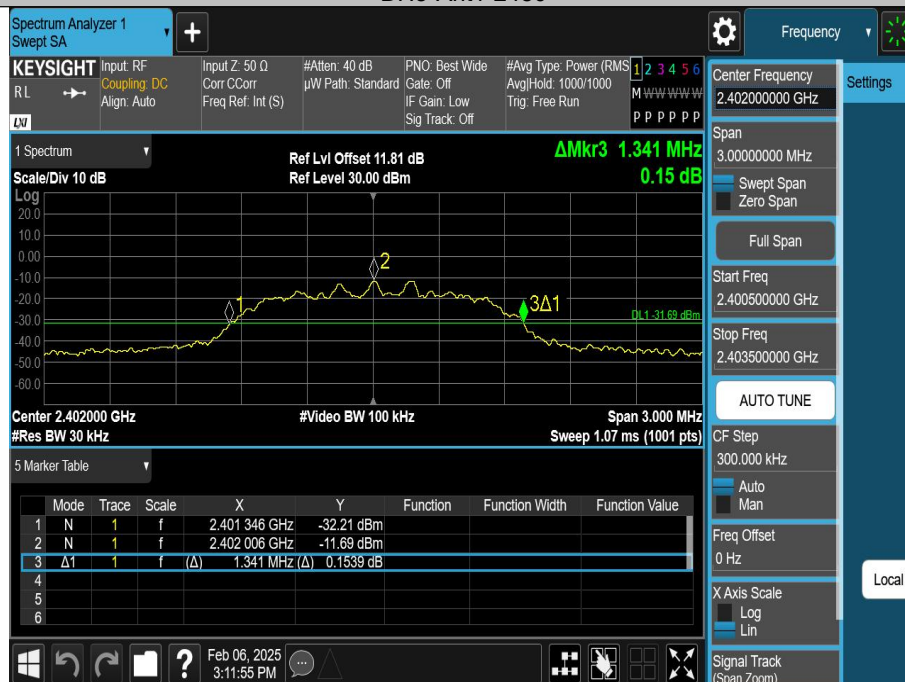 Spectrum Analyzer 1
Swept SA
+
Frequency
KEYSIGHT
RL
LXI
Input: RF
Coupling: DC
Align: Auto
Input Z: 50 Ω
Corr CCorr
Freq Ref: Int (S)
#Atten: 40 dB
µW Path: Standard
PNO: Best Wide
Gate: Off
IF Gain: Low
Sig Track: Off
#Avg Type: Power (RMS
Avg|Hold: 1000/1000
Trig: Free Run
1 2 3 4 5 6
M W W W W W
P P P P P P
1 Spectrum
Scale/Div 10 dB
Ref Lvl Offset 11.81 dB
Ref Level 30.00 dBm
ΔMkr3 1.341 MHz
0.15 dB
Log
20.0
10.0
0.00
-10.0
-20.0
-30.0
-40.0
-50.0
-60.0
1
2
3Δ1
DL1 -31.69 dBm
Center 2.402000 GHz
#Video BW 100 kHz
Span 3.000 MHz
#Res BW 30 kHz
Sweep 1.07 ms (1001 pts)
5 Marker Table
Mode Trace Scale X Y Function Function Width Function Value
1 N 1 f 2.401 346 GHz -32.21 dBm
2 N 1 f 2.402 006 GHz -11.69 dBm
3 Δ1 1 f (Δ) 1.341 MHz (Δ) 0.1539 dB
4
5
6
?
Feb 06, 2025
3:11:55 PM
Center Frequency
2.402000000 GHz
Span
3.00000000 MHz
Swept Span
Zero Span
Full Span
Start Freq
2.400500000 GHz
Stop Freq
2.403500000 GHz
AUTO TUNE
CF Step
300.000 kHz
Auto
Man
Freq Offset
0 Hz
X Axis Scale
Log
Lin
Signal Track
(Span Zoom)
Settings
Local